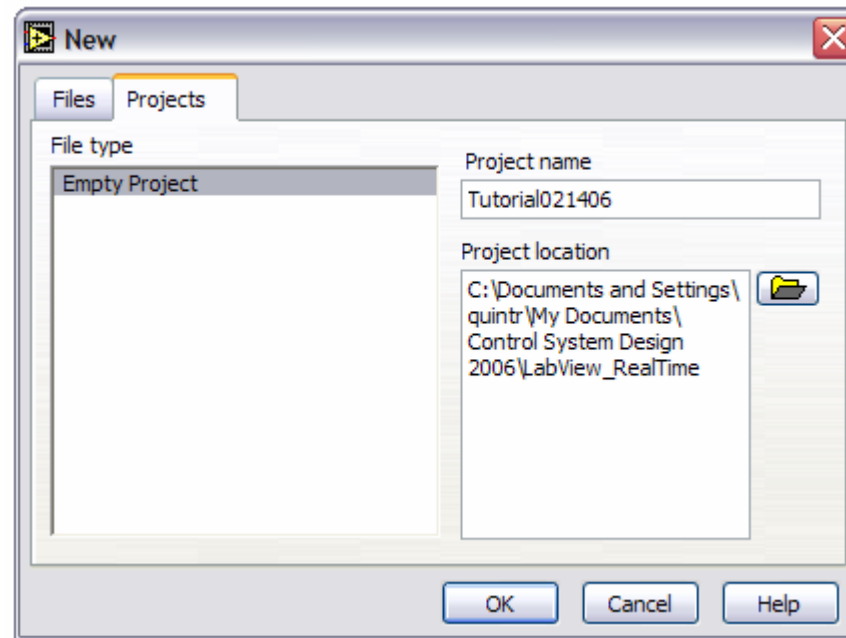 New
Files
Projects
File type
Empty Project
Project name
Tutorial021406
Project location
C:\Documents and Settings\
quintr\My Documents\
Control System Design
2006\LabView_RealTime
OK
Cancel
Help